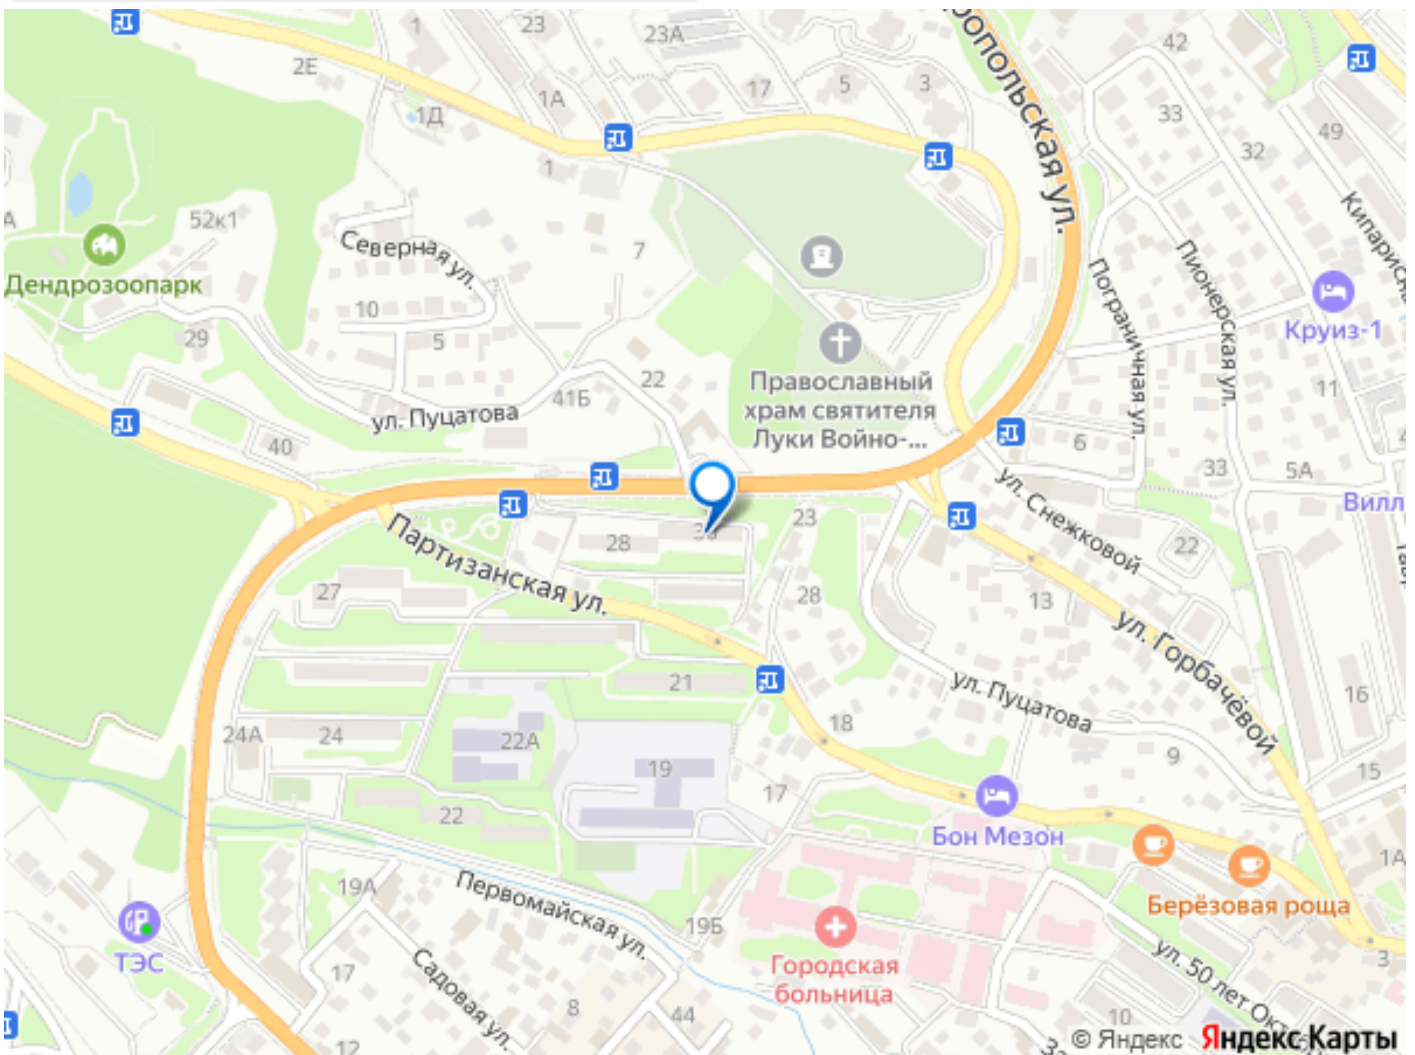 1
23
23А
2Е
1А
17
5
3
42
33
49
32
1Д
1
ропольская ул.
52к1
А
Северная ул.
7
Кипарисная
Пионерская ул.
Пограничная ул.
Дендрозоопарк
10
29
5
Круиз-1
22
41Б
11
Православный
храм святителя
Луки Войно-...
ул. Пуцатова
40
6
33
5А
ул. Снежковой
Вилл
23
28
22
Партизанская ул.
27
28
13
ул. Горбачёвой
21
ул. Пуцатова
16
18
24А
24
22А
19
9
15
17
22
Бон Мезон
1А
19А
Первомайская ул.
Берёзовая роща
19Б
ТЭС
Садовая ул.
17
Городская
больница
ул. 50 лет Окт
3
8
44
10
12
© Яндекс Яндекс Карты